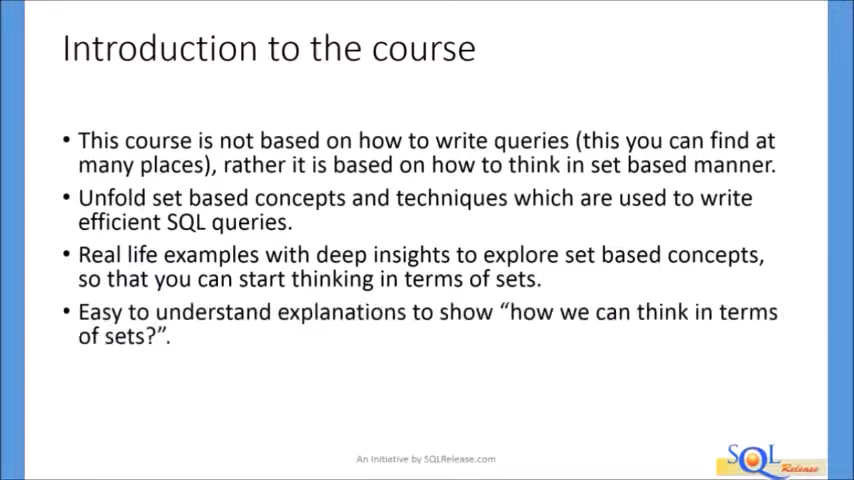 Introduction to the course
• This course is not based on how to write queries (this you can find at
many places), rather it is based on how to think in set based manner.
• Unfold set based concepts and techniques which are used to write
efficient SQL queries.
• Real life examples with deep insights to explore set based concepts,
so that you can start thinking in terms of sets.
• Easy to understand explanations to show “how we can think in terms
of sets?”.
An Initiative by SQLRelease.com
SQL
Release